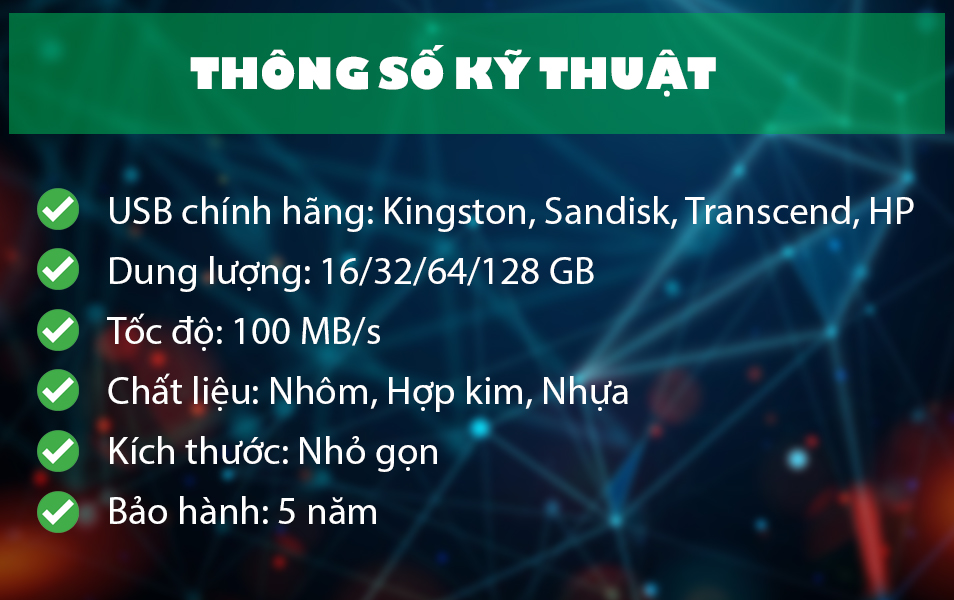 THÔNG SỐ KỸ THUẬT
USB chính hãng: Kingston, Sandisk, Transcend, HP
Dung lượng: 16/32/64/128 GB
Tốc độ: 100 MB/s
Chất liệu: Nhôm, Hợp kim, Nhựa
Kích thước: Nhỏ gọn
Bảo hành: 5 năm